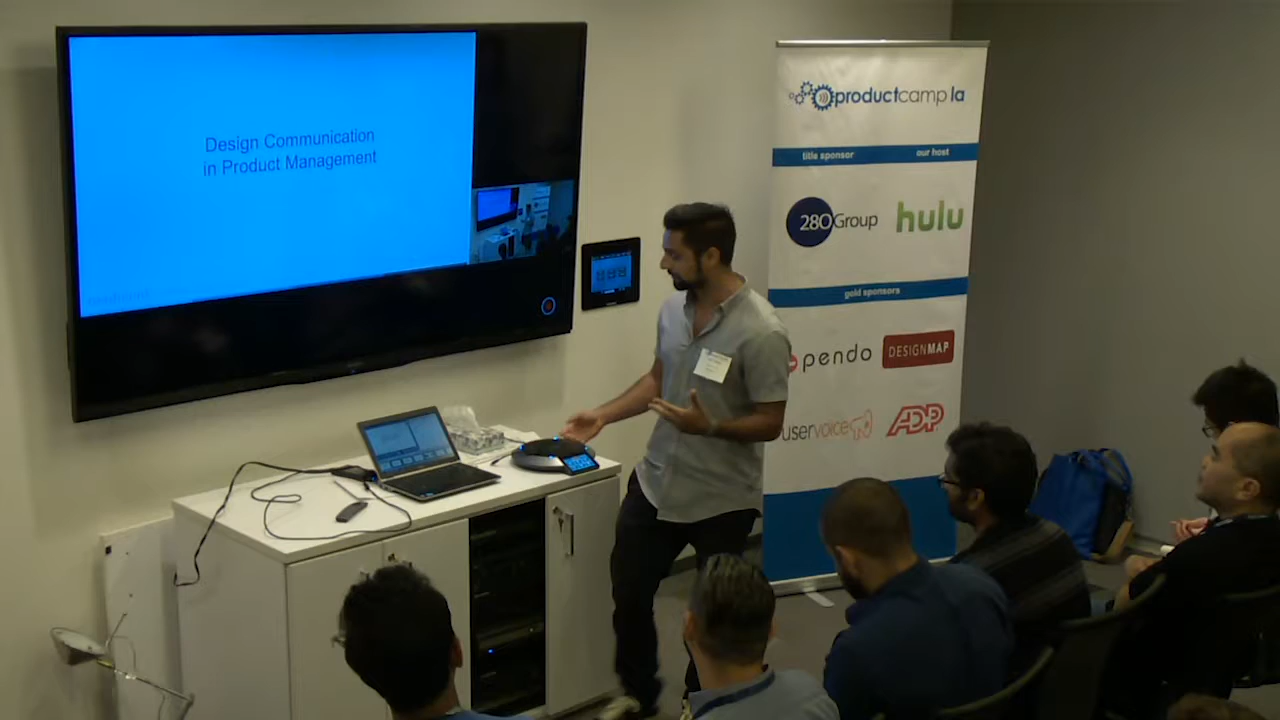 Design Communication
in Product Management
productcamp la
title sponsor
our host
280Group
hulu
gold sponsors
pendo
DESIGNMAP
uservoice
ADP